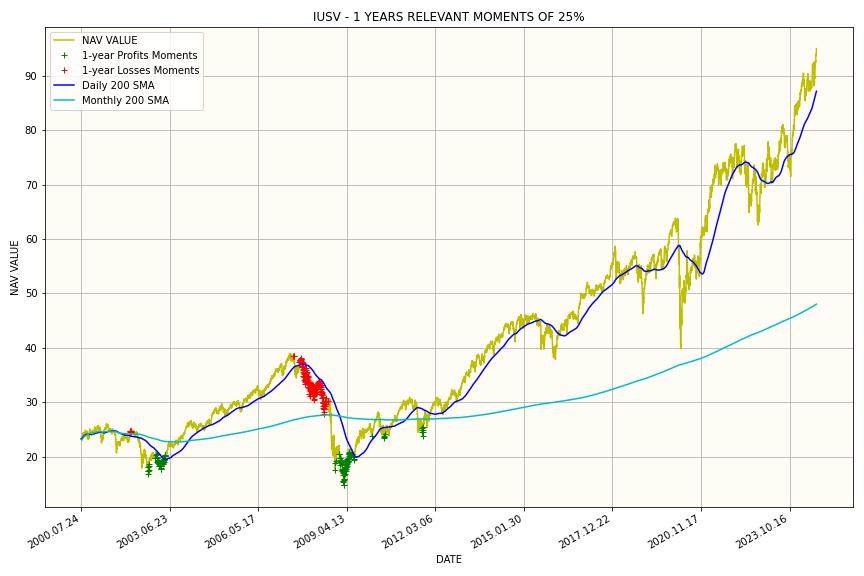 IUSV - 1 YEARS RELEVANT MOMENTS OF 25%
NAV VALUE
1-year Profits Moments
1-year Losses Moments
Daily 200 SMA
Monthly 200 SMA
NAV VALUE
90
80
70
60
50
40
30
20
2000.07.24
2003.06.23
2006.05.17
2009.04.13
2012.03.06
2015.01.30
2017.12.22
2020.11.17
2023.10.16
DATE